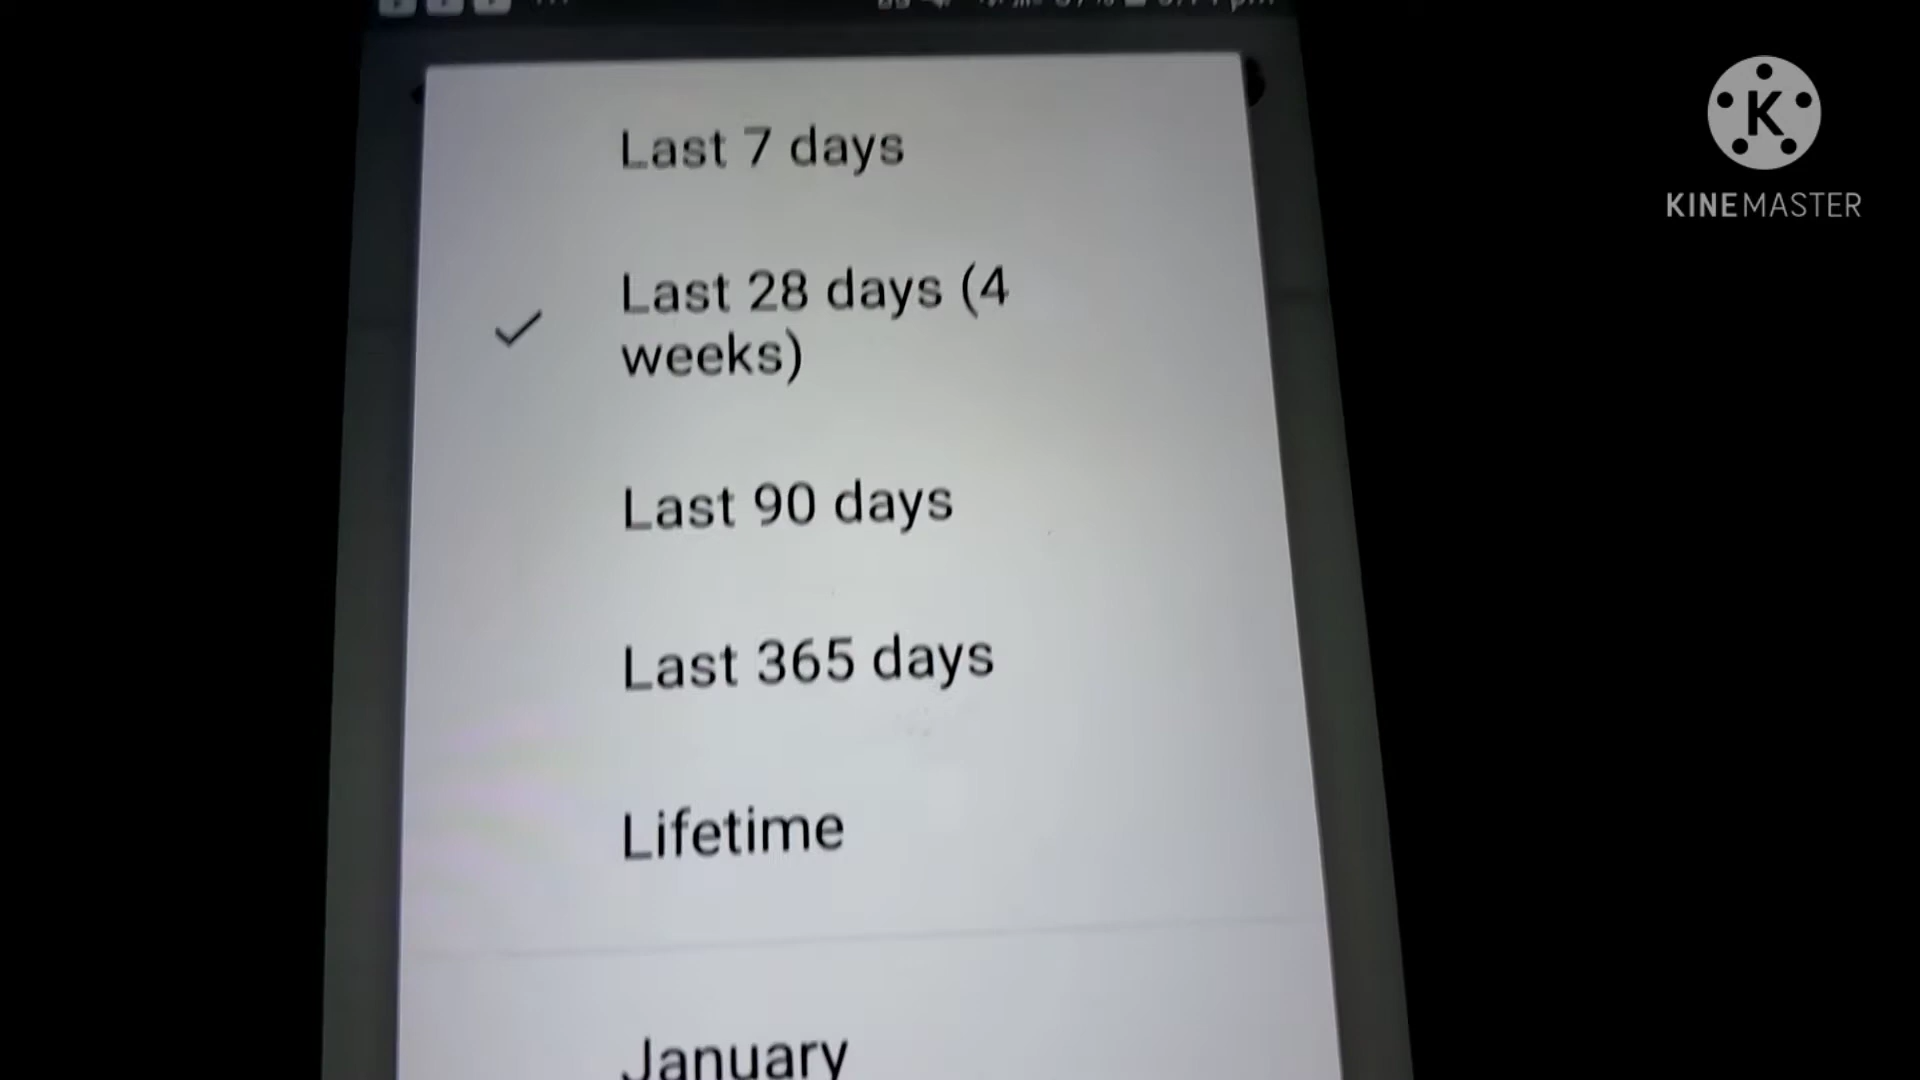 Last 7 days
Last 28 days (4
weeks)
Last 90 days
Last 365 days
Lifetime
January
K
KINEMASTER